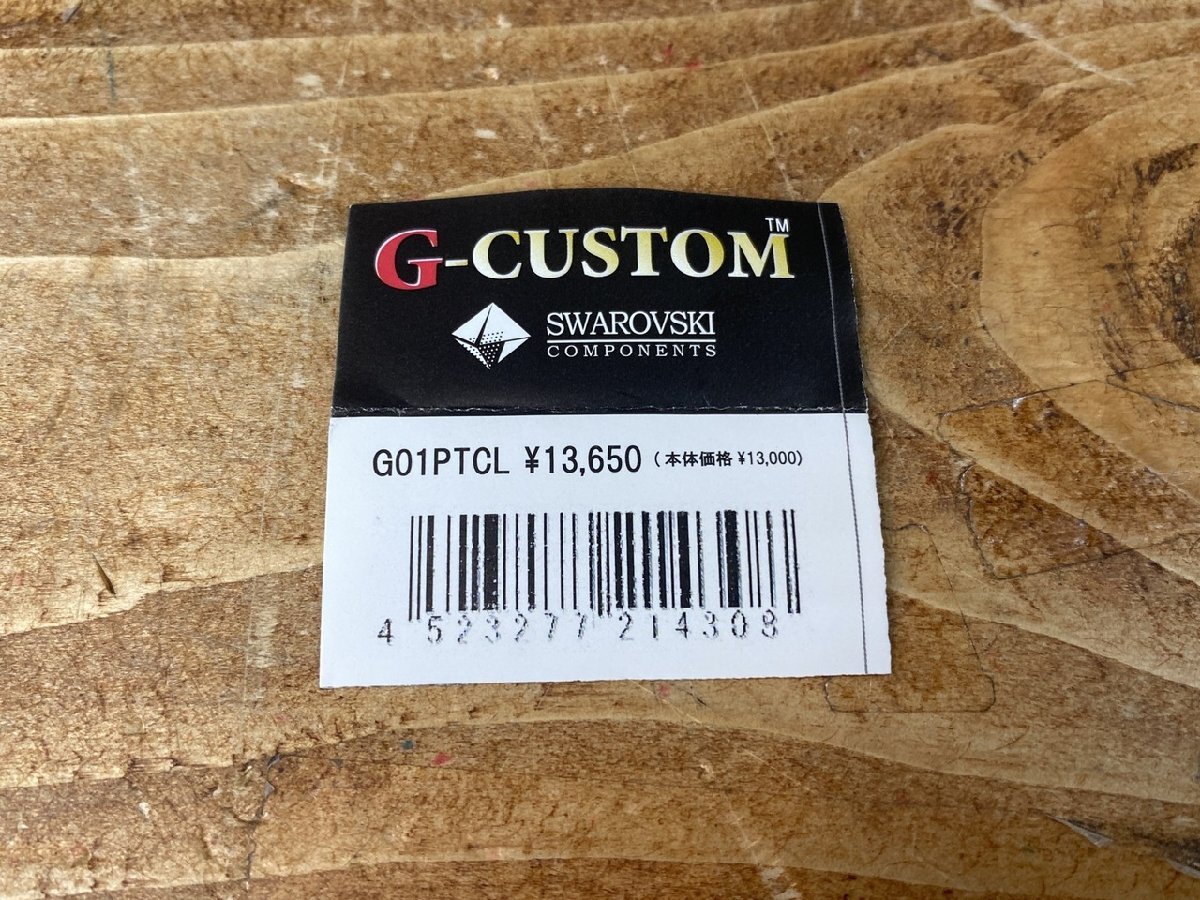 G-CUSTOM™
SWAROVSKI
COMPONENTS
G01PTCL ¥13,650 (本体価格 ¥13,000)
4 523277 214308